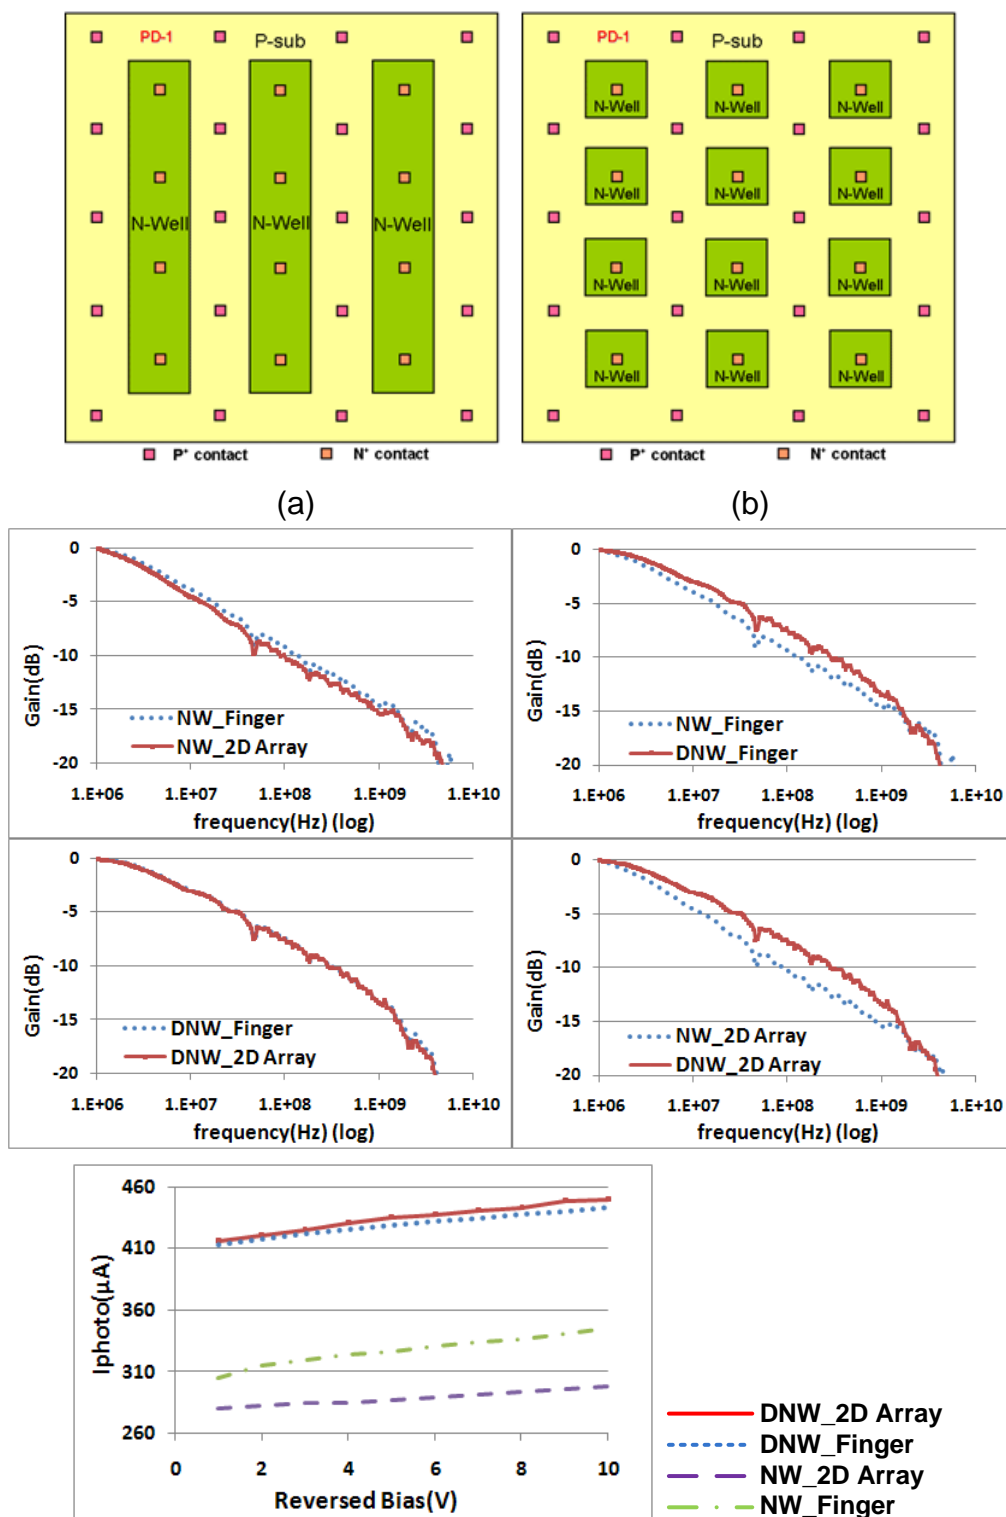 PD-1 P-sub
N-Well N-Well N-Well
P+ contact N+ contact
(a)
PD-1 P-sub
N-Well N-Well N-Well
N-Well N-Well N-Well
N-Well N-Well N-Well
N-Well N-Well N-Well
P+ contact N+ contact
(b)
Gain(dB)
0
-5
-10
-15
-20
NW_Finger
NW_2D Array
1.E+06 1.E+07 1.E+08 1.E+09 1.E+10
frequency(Hz) (log)
Gain(dB)
0
-5
-10
-15
-20
NW_Finger
DNW_Finger
1.E+06 1.E+07 1.E+08 1.E+09 1.E+10
frequency(Hz) (log)
Gain(dB)
0
-5
-10
-15
-20
DNW_Finger
DNW_2D Array
1.E+06 1.E+07 1.E+08 1.E+09 1.E+10
frequency(Hz) (log)
Gain(dB)
0
-5
-10
-15
-20
NW_2D Array
DNW_2D Array
1.E+06 1.E+07 1.E+08 1.E+09 1.E+10
frequency(Hz) (log)
Iphoto(µA)
460
410
360
310
260
0 2 4 6 8 10
Reversed Bias(V)
DNW_2D Array
DNW_Finger
NW_2D Array
NW_Finger